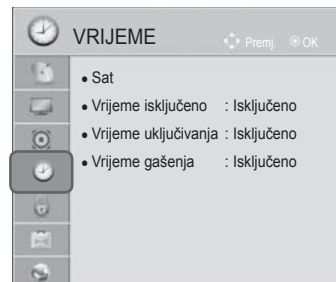 VRIJEME Premj. OK
• Sat
• Vrijeme isključeno : Isključeno
• Vrijeme uključivanja : Isključeno
• Vrijeme gašenja : Isključeno